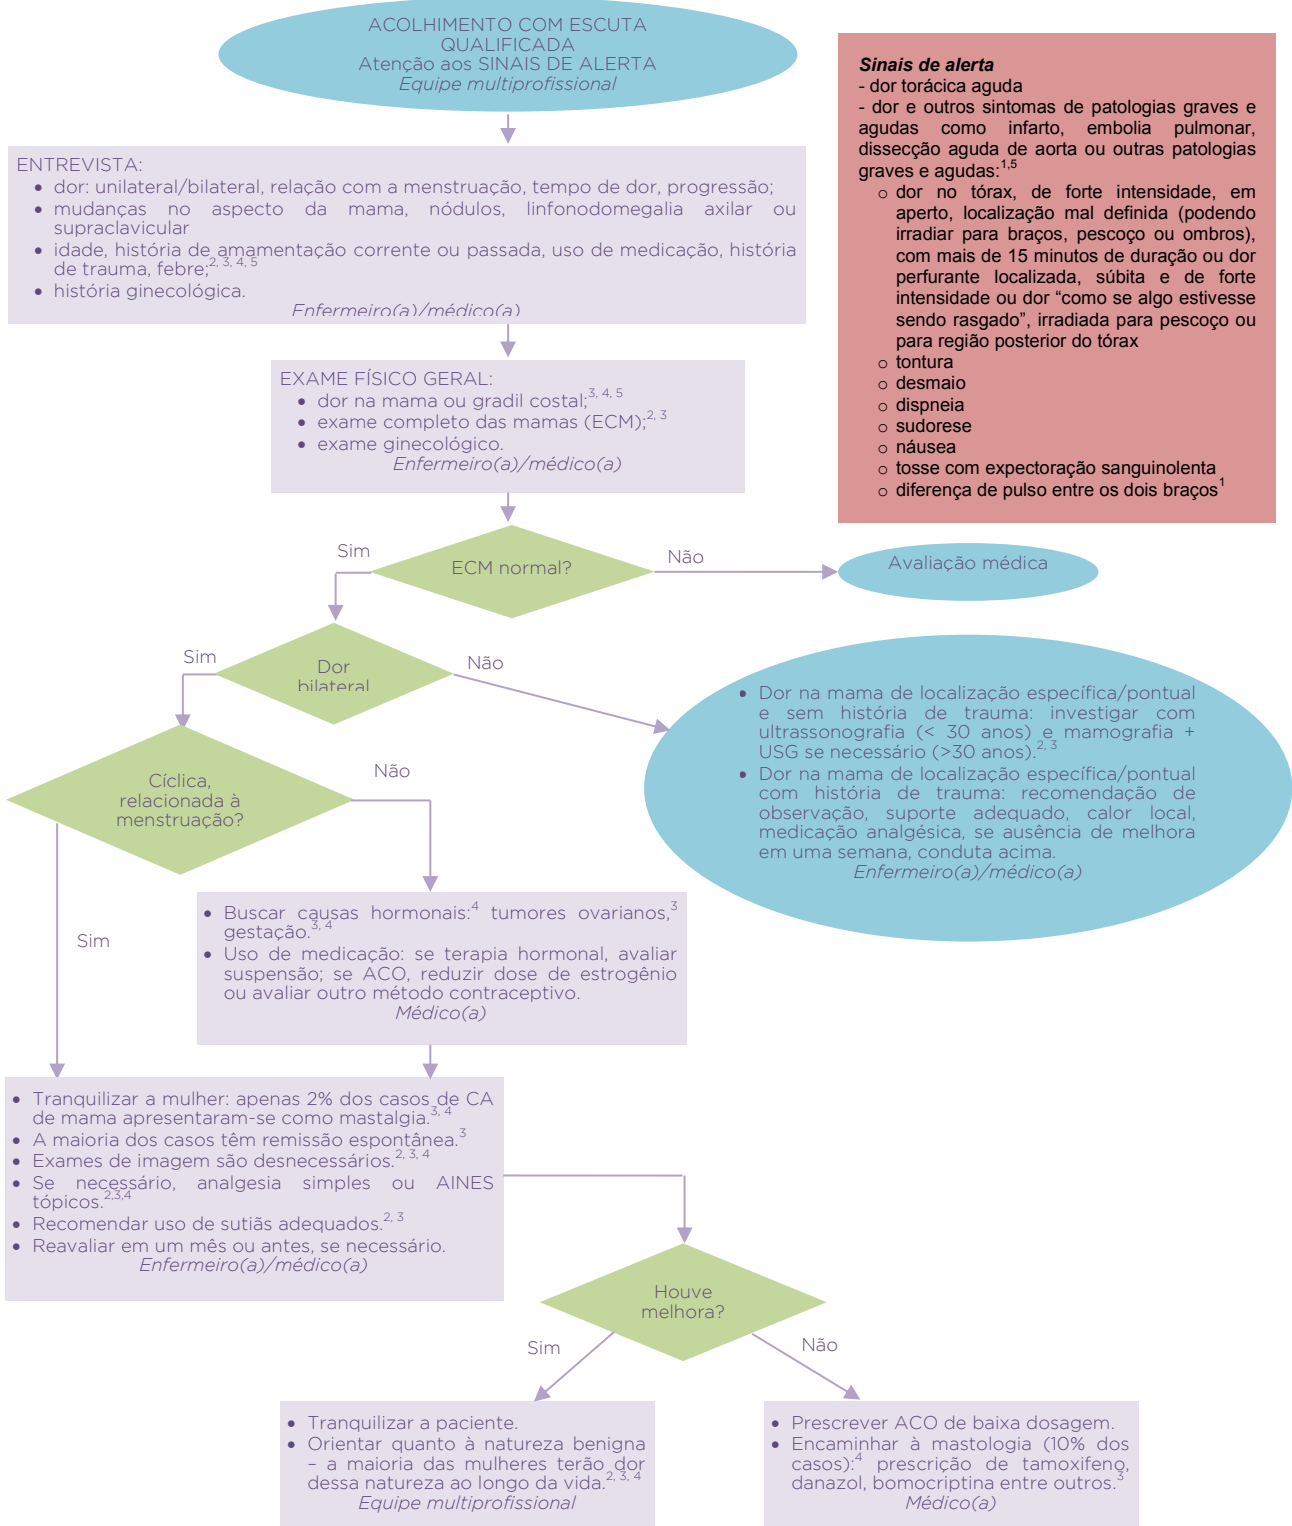 ACOLHIMENTO COM ESCUTA
QUALIFICADA
Atenção aos SINAIS DE ALERTA
Equipe multiprofissional
Sinais de alerta
- dor torácica aguda
- dor e outros sintomas de patologias graves e
agudas como infarto, embolia pulmonar,
dissecção aguda de aorta ou outras patologias
graves e agudas:1,5
o dor no tórax, de forte intensidade, em
aperto, localização mal definida (podendo
irradiar para braços, pescoço ou ombros),
com mais de 15 minutos de duração ou dor
perfurante localizada, súbita e de forte
intensidade ou dor “como se algo estivesse
sendo rasgado”, irradiada para pescoço ou
para região posterior do tórax
o tontura
o desmaio
o dispneia
o sudorese
o náusea
o tosse com expectoração sanguinolenta
o diferença de pulso entre os dois braços1
ENTREVISTA:
• dor: unilateral/bilateral, relação com a menstruação, tempo de dor, progressão;
• mudanças no aspecto da mama, nódulos, linfonodomegalia axilar ou
supraclavicular
• idade, história de amamentação corrente ou passada, uso de medicação, história
de trauma, febre;2, 3, 4, 5
• história ginecológica.
Enfermeiro(a)/médico(a)
EXAME FÍSICO GERAL:
• dor na mama ou gradil costal;3, 4, 5
• exame completo das mamas (ECM);2, 3
• exame ginecológico.
Enfermeiro(a)/médico(a)
Sim
ECM normal?
Não
Avaliação médica
Sim
Dor
bilateral
Não
• Dor na mama de localização específica/pontual
e sem história de trauma: investigar com
ultrassonografia (< 30 anos) e mamografia +
USG se necessário (>30 anos).2, 3
• Dor na mama de localização específica/pontual
com história de trauma: recomendação de
observação, suporte adequado, calor local,
medicação analgésica, se ausência de melhora
em uma semana, conduta acima.
Enfermeiro(a)/médico(a)
Cíclica,
relacionada à
menstruação?
Não
Sim
• Buscar causas hormonais:4 tumores ovarianos,3
gestação.3, 4
• Uso de medicação: se terapia hormonal, avaliar
suspensão; se ACO, reduzir dose de estrogênio
ou avaliar outro método contraceptivo.
Médico(a)
• Tranquilizar a mulher: apenas 2% dos casos de CA
de mama apresentaram-se como mastalgia.3, 4
• A maioria dos casos têm remissão espontânea.3
• Exames de imagem são desnecessários.2, 3, 4
• Se necessário, analgesia simples ou AINES
tópicos.2,3,4
• Recomendar uso de sutiãs adequados.2, 3
• Reavaliar em um mês ou antes, se necessário.
Enfermeiro(a)/médico(a)
Houve
melhora?
Sim
Não
• Tranquilizar a paciente.
• Orientar quanto à natureza benigna
– a maioria das mulheres terão dor
dessa natureza ao longo da vida.2, 3, 4
Equipe multiprofissional
• Prescrever ACO de baixa dosagem.
• Encaminhar à mastologia (10% dos
casos):4 prescrição de tamoxifeno,
danazol, bomocriptina entre outros.3
Médico(a)